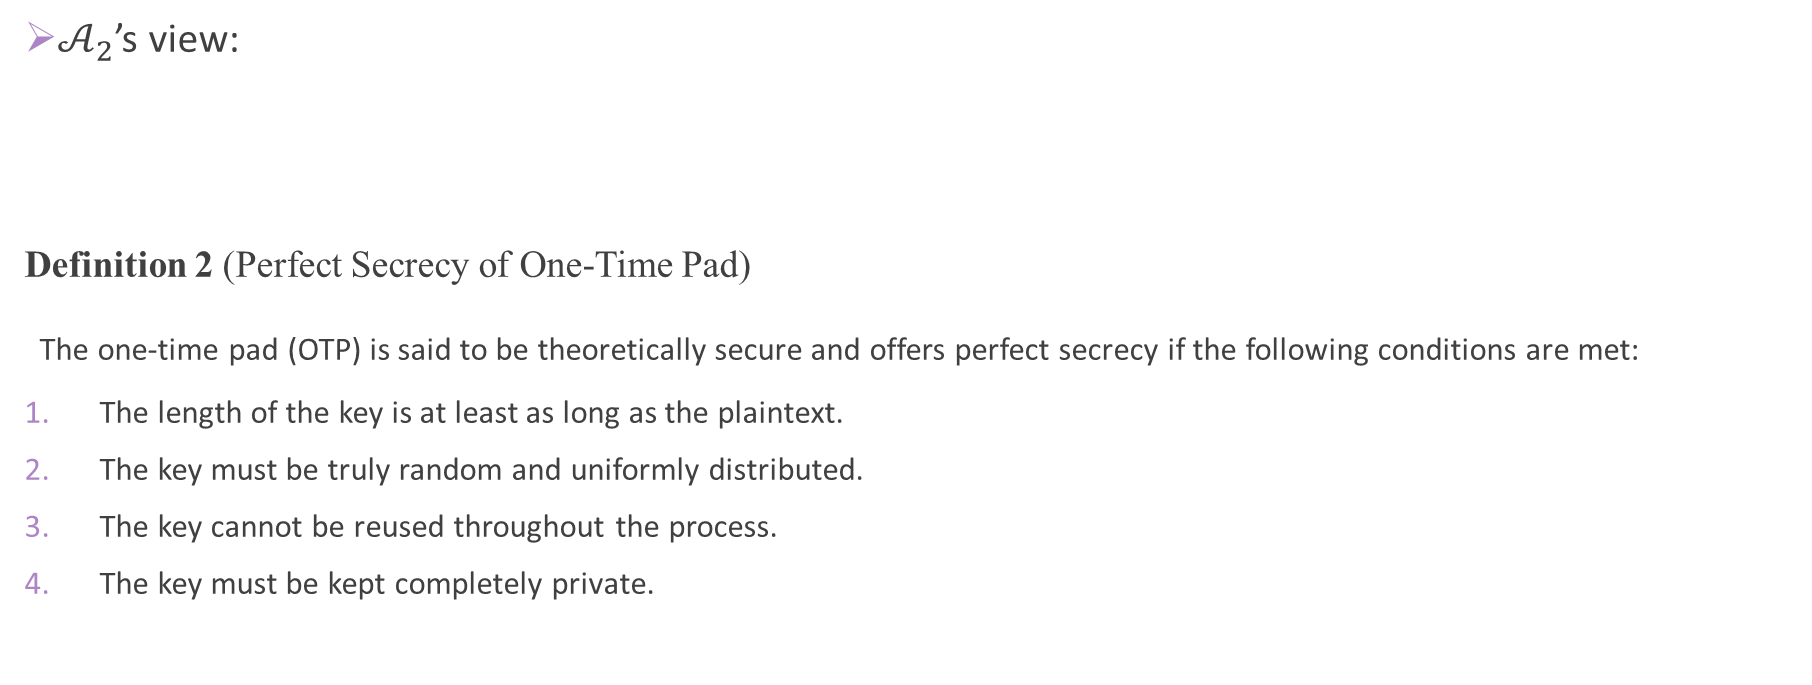 ➢𝒜₂’s view:
Definition 2 (Perfect Secrecy of One-Time Pad)
The one-time pad (OTP) is said to be theoretically secure and offers perfect secrecy if the following conditions are met:
1. The length of the key is at least as long as the plaintext.
2. The key must be truly random and uniformly distributed.
3. The key cannot be reused throughout the process.
4. The key must be kept completely private.